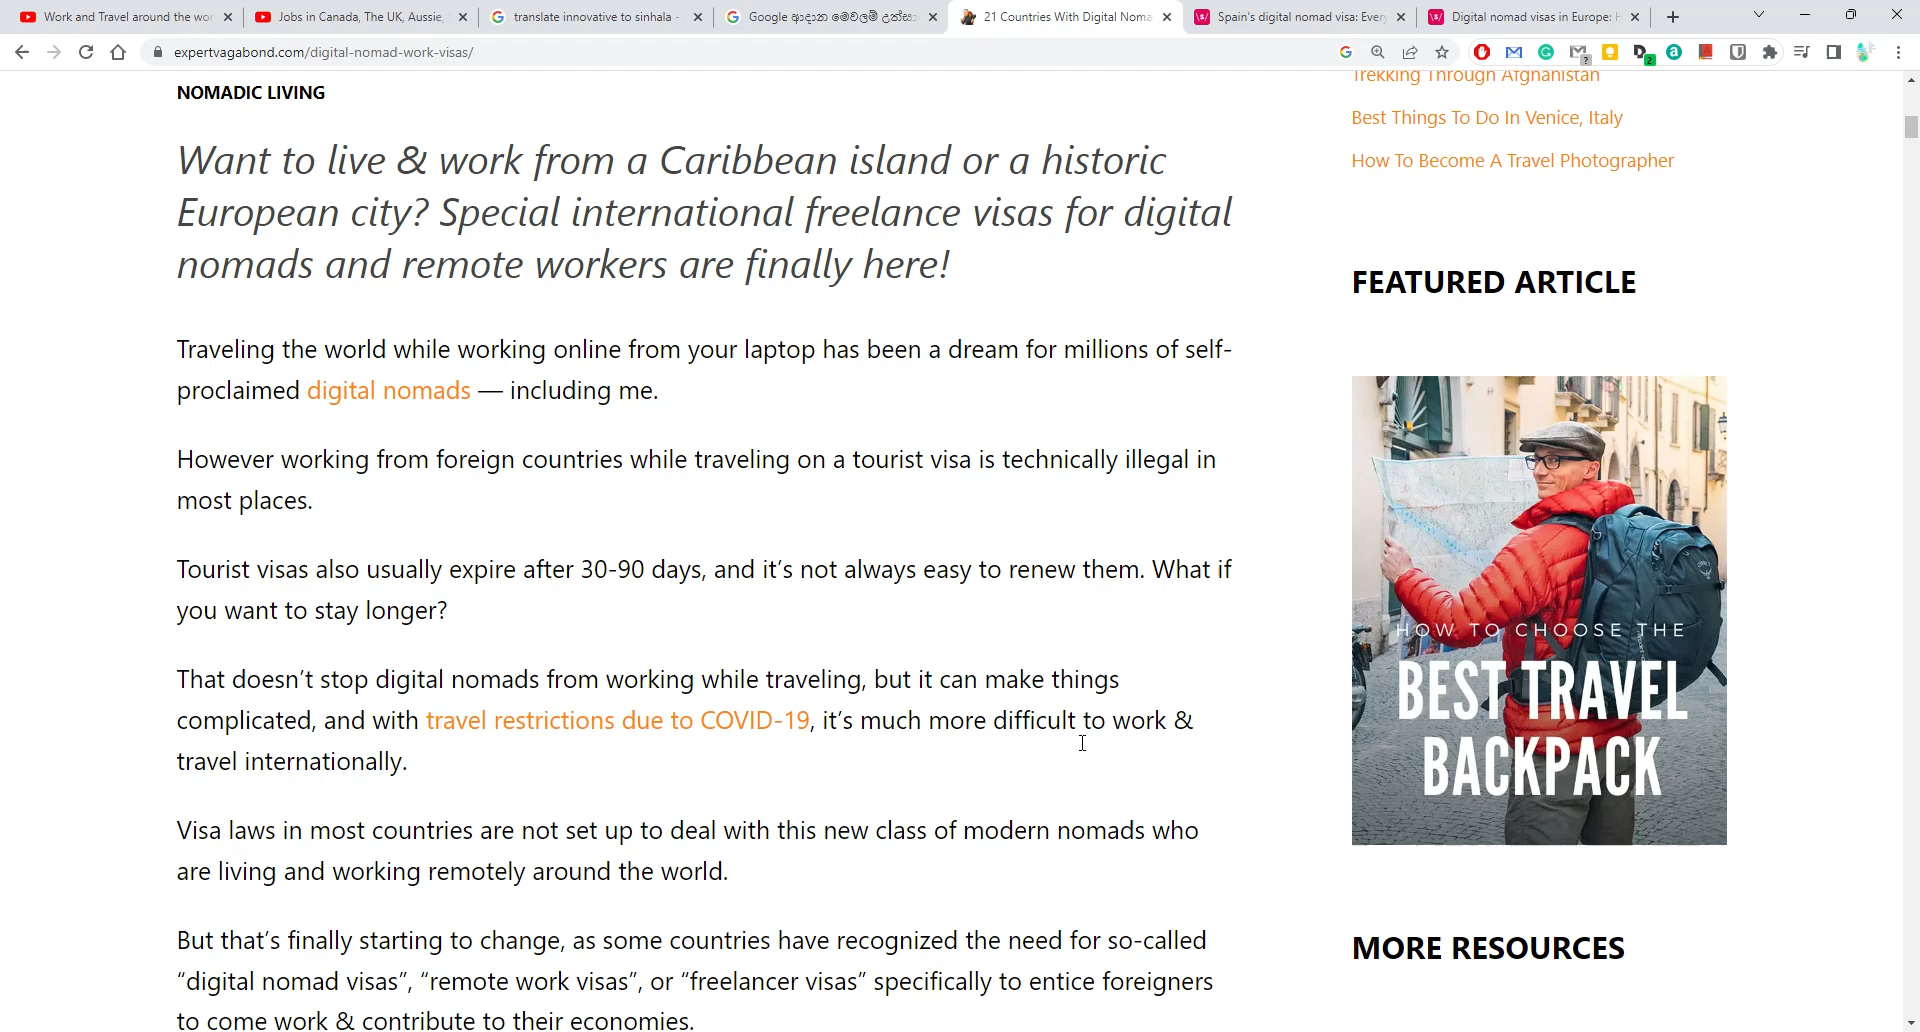 Work and Travel around the wor
Jobs in Canada, The UK, Aussie,
translate innovative to sinhala -
Google ආදාන මෙවලම් උත්සා
21 Countries With Digital Noma
Spain's digital nomad visa: Every
Digital nomad visas in Europe: H
expertvagabond.com/digital-nomad-work-visas/
NOMADIC LIVING
Want to live & work from a Caribbean island or a historic
European city? Special international freelance visas for digital
nomads and remote workers are finally here!
Traveling the world while working online from your laptop has been a dream for millions of self-
proclaimed digital nomads — including me.
However working from foreign countries while traveling on a tourist visa is technically illegal in
most places.
Tourist visas also usually expire after 30-90 days, and it's not always easy to renew them. What if
you want to stay longer?
That doesn't stop digital nomads from working while traveling, but it can make things
complicated, and with travel restrictions due to COVID-19, it's much more difficult to work &
travel internationally.
Visa laws in most countries are not set up to deal with this new class of modern nomads who
are living and working remotely around the world.
But that's finally starting to change, as some countries have recognized the need for so-called
“digital nomad visas”, “remote work visas”, or “freelancer visas” specifically to entice foreigners
to come work & contribute to their economies.
Trekking Through Afghanistan
Best Things To Do In Venice, Italy
How To Become A Travel Photographer
FEATURED ARTICLE
HOW TO CHOOSE THE
BEST TRAVEL
BACKPACK
MORE RESOURCES